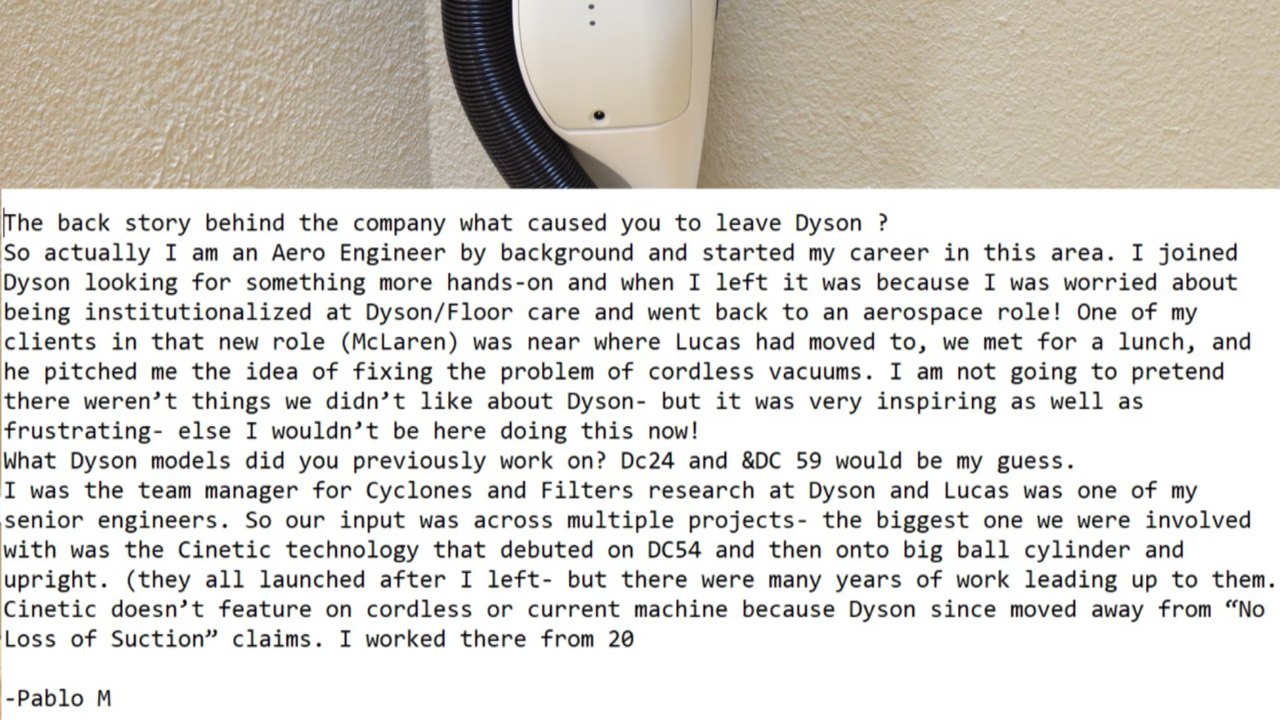 The back story behind the company what caused you to leave Dyson ?
So actually I am an Aero Engineer by background and started my career in this area. I joined
Dyson looking for something more hands-on and when I left it was because I was worried about
being institutionalized at Dyson/Floor care and went back to an aerospace role! One of my
clients in that new role (McLaren) was near where Lucas had moved to, we met for a lunch, and
he pitched me the idea of fixing the problem of cordless vacuums. I am not going to pretend
there weren’t things we didn’t like about Dyson- but it was very inspiring as well as
frustrating- else I wouldn’t be here doing this now!
What Dyson models did you previously work on? Dc24 and &DC 59 would be my guess.
I was the team manager for Cyclones and Filters research at Dyson and Lucas was one of my
senior engineers. So our input was across multiple projects- the biggest one we were involved
with was the Cinetic technology that debuted on DC54 and then onto big ball cylinder and
upright. (they all launched after I left- but there were many years of work leading up to them.
Cinetic doesn’t feature on cordless or current machine because Dyson since moved away from “No
Loss of Suction” claims. I worked there from 20
-Pablo M